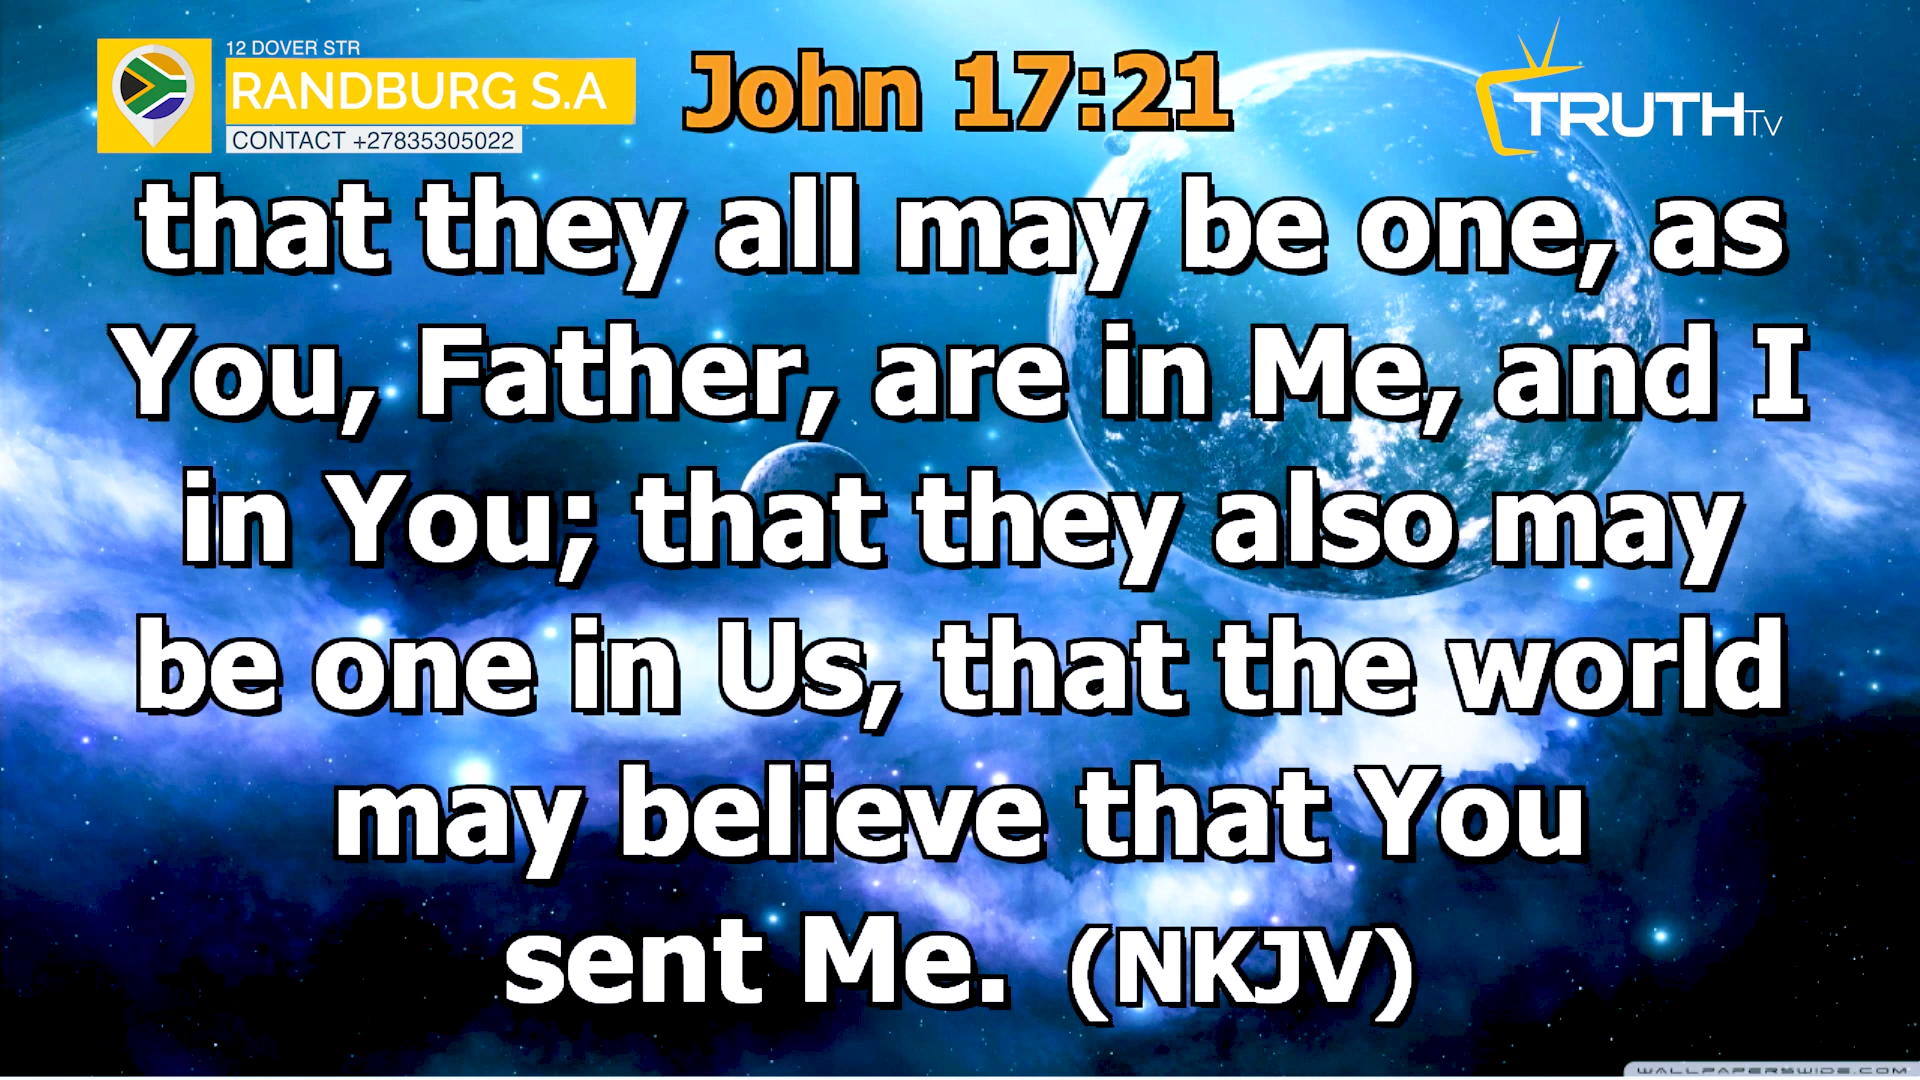 12 DOVER STR
RANDBURG S.A
CONTACT +27835305022
John 17:21
TRUTH TV
that they all may be one, as
You, Father, are in Me, and I
in You; that they also may
be one in Us, that the world
may believe that You
sent Me. (NKJV)
WALLPAPERSWIDE.COM